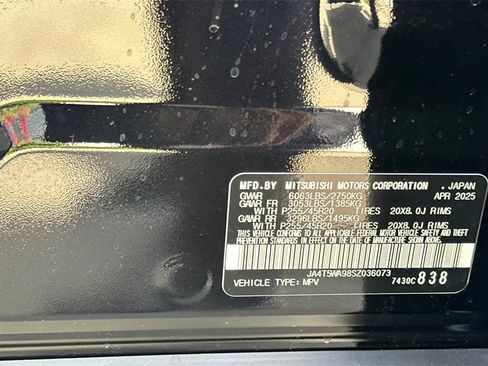 MFD.BY MITSUBISHI MOTORS CORPORATION JAPAN
GVWR 6063LBS/2750KG APR 2025
GAWR FR 3053LBS/1385KG
WITH P255/45R20 TIRES 20X8.0J RIMS
GAWR RR 3296LBS/1495KG
WITH P255/45R20 TIRES 20X8.0J RIMS
THIS VEHICLE CONFORMS TO ALL APPLICABLE FEDERAL
MOTOR VEHICLE SAFETY AND THEFT PREVENTION STANDARDS
IN EFFECT ON THE DATE OF MANUFACTURE SHOWN ABOVE.
JA4T5WA98SZ036073
VEHICLE TYPE:MPV 7430C 838